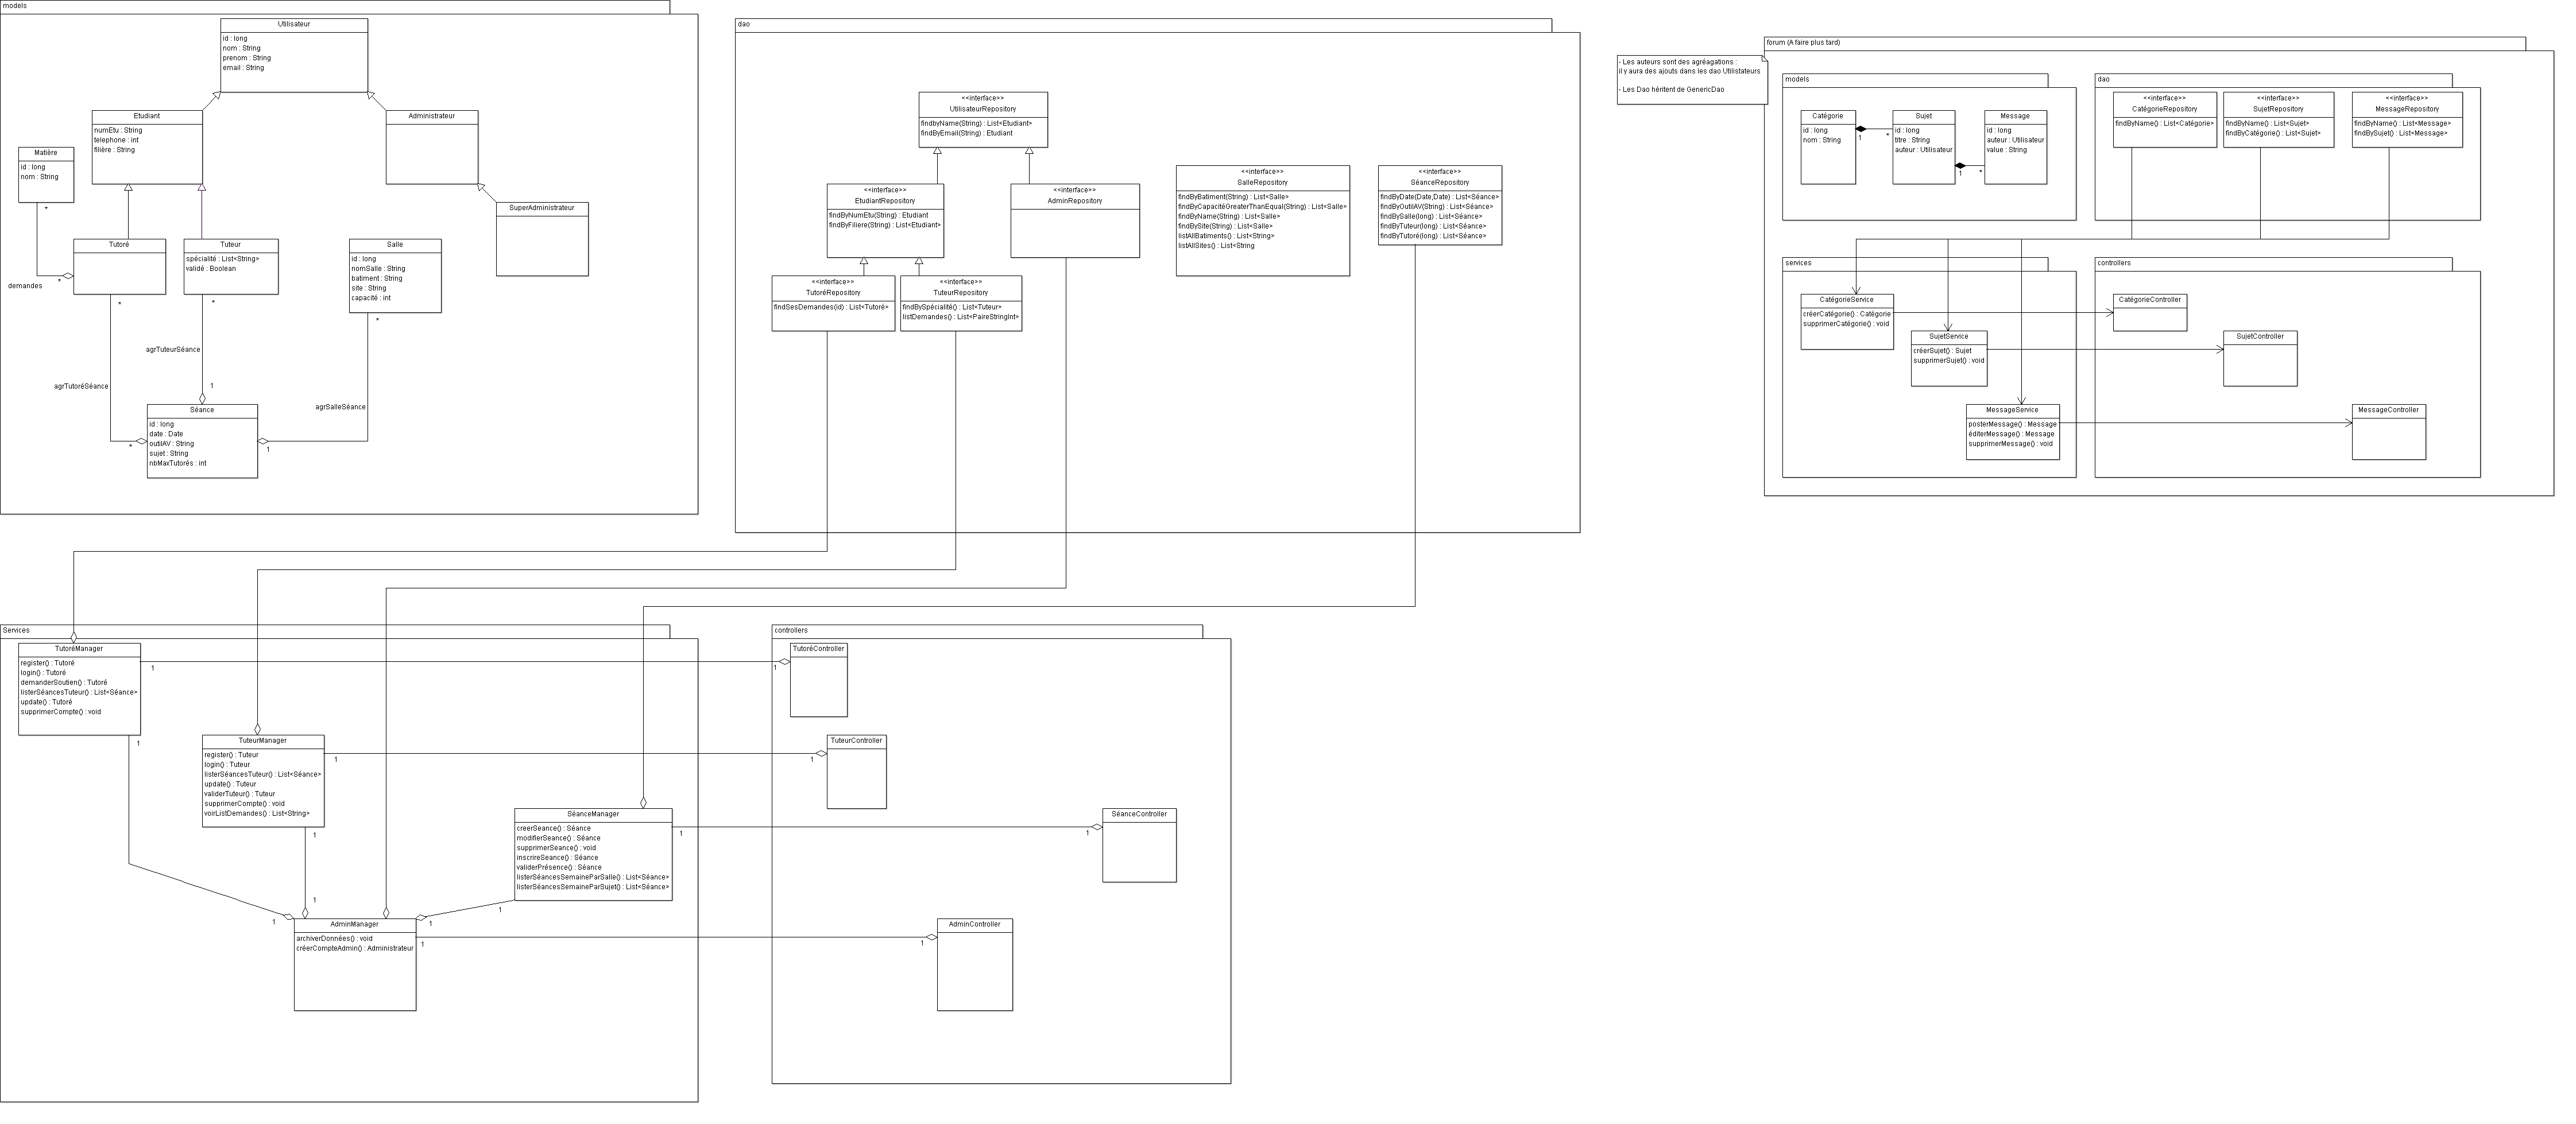 models
Utilisateur
id : long
nom : String
prenom : String
email : String
Etudiant
numEtu : String
telephone : int
filière : String
Administrateur
Matière
id : long
nom : String
*
SuperAdministrateur
Tutoré
Tuteur
spécialité : List<String>
validé : Boolean
Salle
id : long
nomSalle : String
batiment : String
site : String
capacité : int
demandes
*
*
*
*
agrTuteurSéance
agrTutoréSéance
1
agrSalleSéance
Séance
id : long
date : Date
outilAV : String
sujet : String
nbMaxTutorés : int
*
1
dao
<<interface>>
UtilisateurRepository
findbyName(String) : List<Etudiant>
findByEmail(String) : Etudiant
<<interface>>
EtudiantRepository
findByNumEtu(String) : Etudiant
findByFiliere(String) : List<Etudiant>
<<interface>>
AdminRepository
<<interface>>
SalleRepository
findByBatiment(String) : List<Salle>
findByCapacitéGreaterThanEqual(String) : List<Salle>
findByName(String) : List<Salle>
findBySite(String) : List<Salle>
listAllBatiments() : List<String>
listAllSites() : List<String
<<interface>>
SéanceRepository
findByDate(Date,Date) : List<Séance>
findByOutilAV(String) : List<Séance>
findBySalle(long) : List<Séance>
findByTuteur(long) : List<Séance>
findByTutoré(long) : List<Séance>
<<interface>>
TutoréRepository
findSesDemandes(id) : List<Tutoré>
<<interface>>
TuteurRepository
findBySpécialité() : List<Tuteur>
listDemandes() : List<PaireStringInt>
- Les auteurs sont des agréagations :
il y aura des ajouts dans les dao Utilistateurs
- Les Dao héritent de GenericDao
forum (A faire plus tard)
models
Catégorie
id : long
nom : String
1
*
Sujet
id : long
titre : String
auteur : Utilisateur
1
*
Message
id : long
auteur : Utilisateur
value : String
dao
<<interface>>
CatégorieRepository
findByName() : List<Catégorie>
<<interface>>
SujetRepository
findByName() : List<Sujet>
findByCatégorie() : List<Sujet>
<<interface>>
MessageRepository
findByName() : List<Message>
findBySujet() : List<Message>
services
CatégorieService
créerCatégorie() : Catégorie
supprimerCatégorie() : void
SujetService
créerSujet() : Sujet
supprimerSujet() : void
MessageService
posterMessage() : Message
éditerMessage() : Message
supprimerMessage() : void
controllers
CatégorieController
SujetController
MessageController
Services
TutoréManager
register() : Tutoré
login() : Tutoré
demanderSoutien() : Tutoré
listerSéancesTuteur() : List<Séance>
update() : Tutoré
supprimerCompte() : void
1
1
TuteurManager
register() : Tuteur
login() : Tuteur
listerSéancesTuteur() : List<Séance>
update() : Tuteur
validerTuteur() : Tuteur
supprimerCompte() : void
voirListDemandes() : List<String>
1
1
SéanceManager
creerSeance() : Séance
modifierSeance() : Séance
supprimerSeance() : void
inscrireSeance() : Séance
validerPrésence() : Séance
listerSéancesSemaineParSalle() : List<Séance>
listerSéancesSemaineParSujet() : List<Séance>
1
1
1
1
1
AdminManager
archiverDonnées() : void
créerCompteAdmin() : Administrateur
1
controllers
1
TutoréController
1
TuteurController
1
SéanceController
1
AdminController